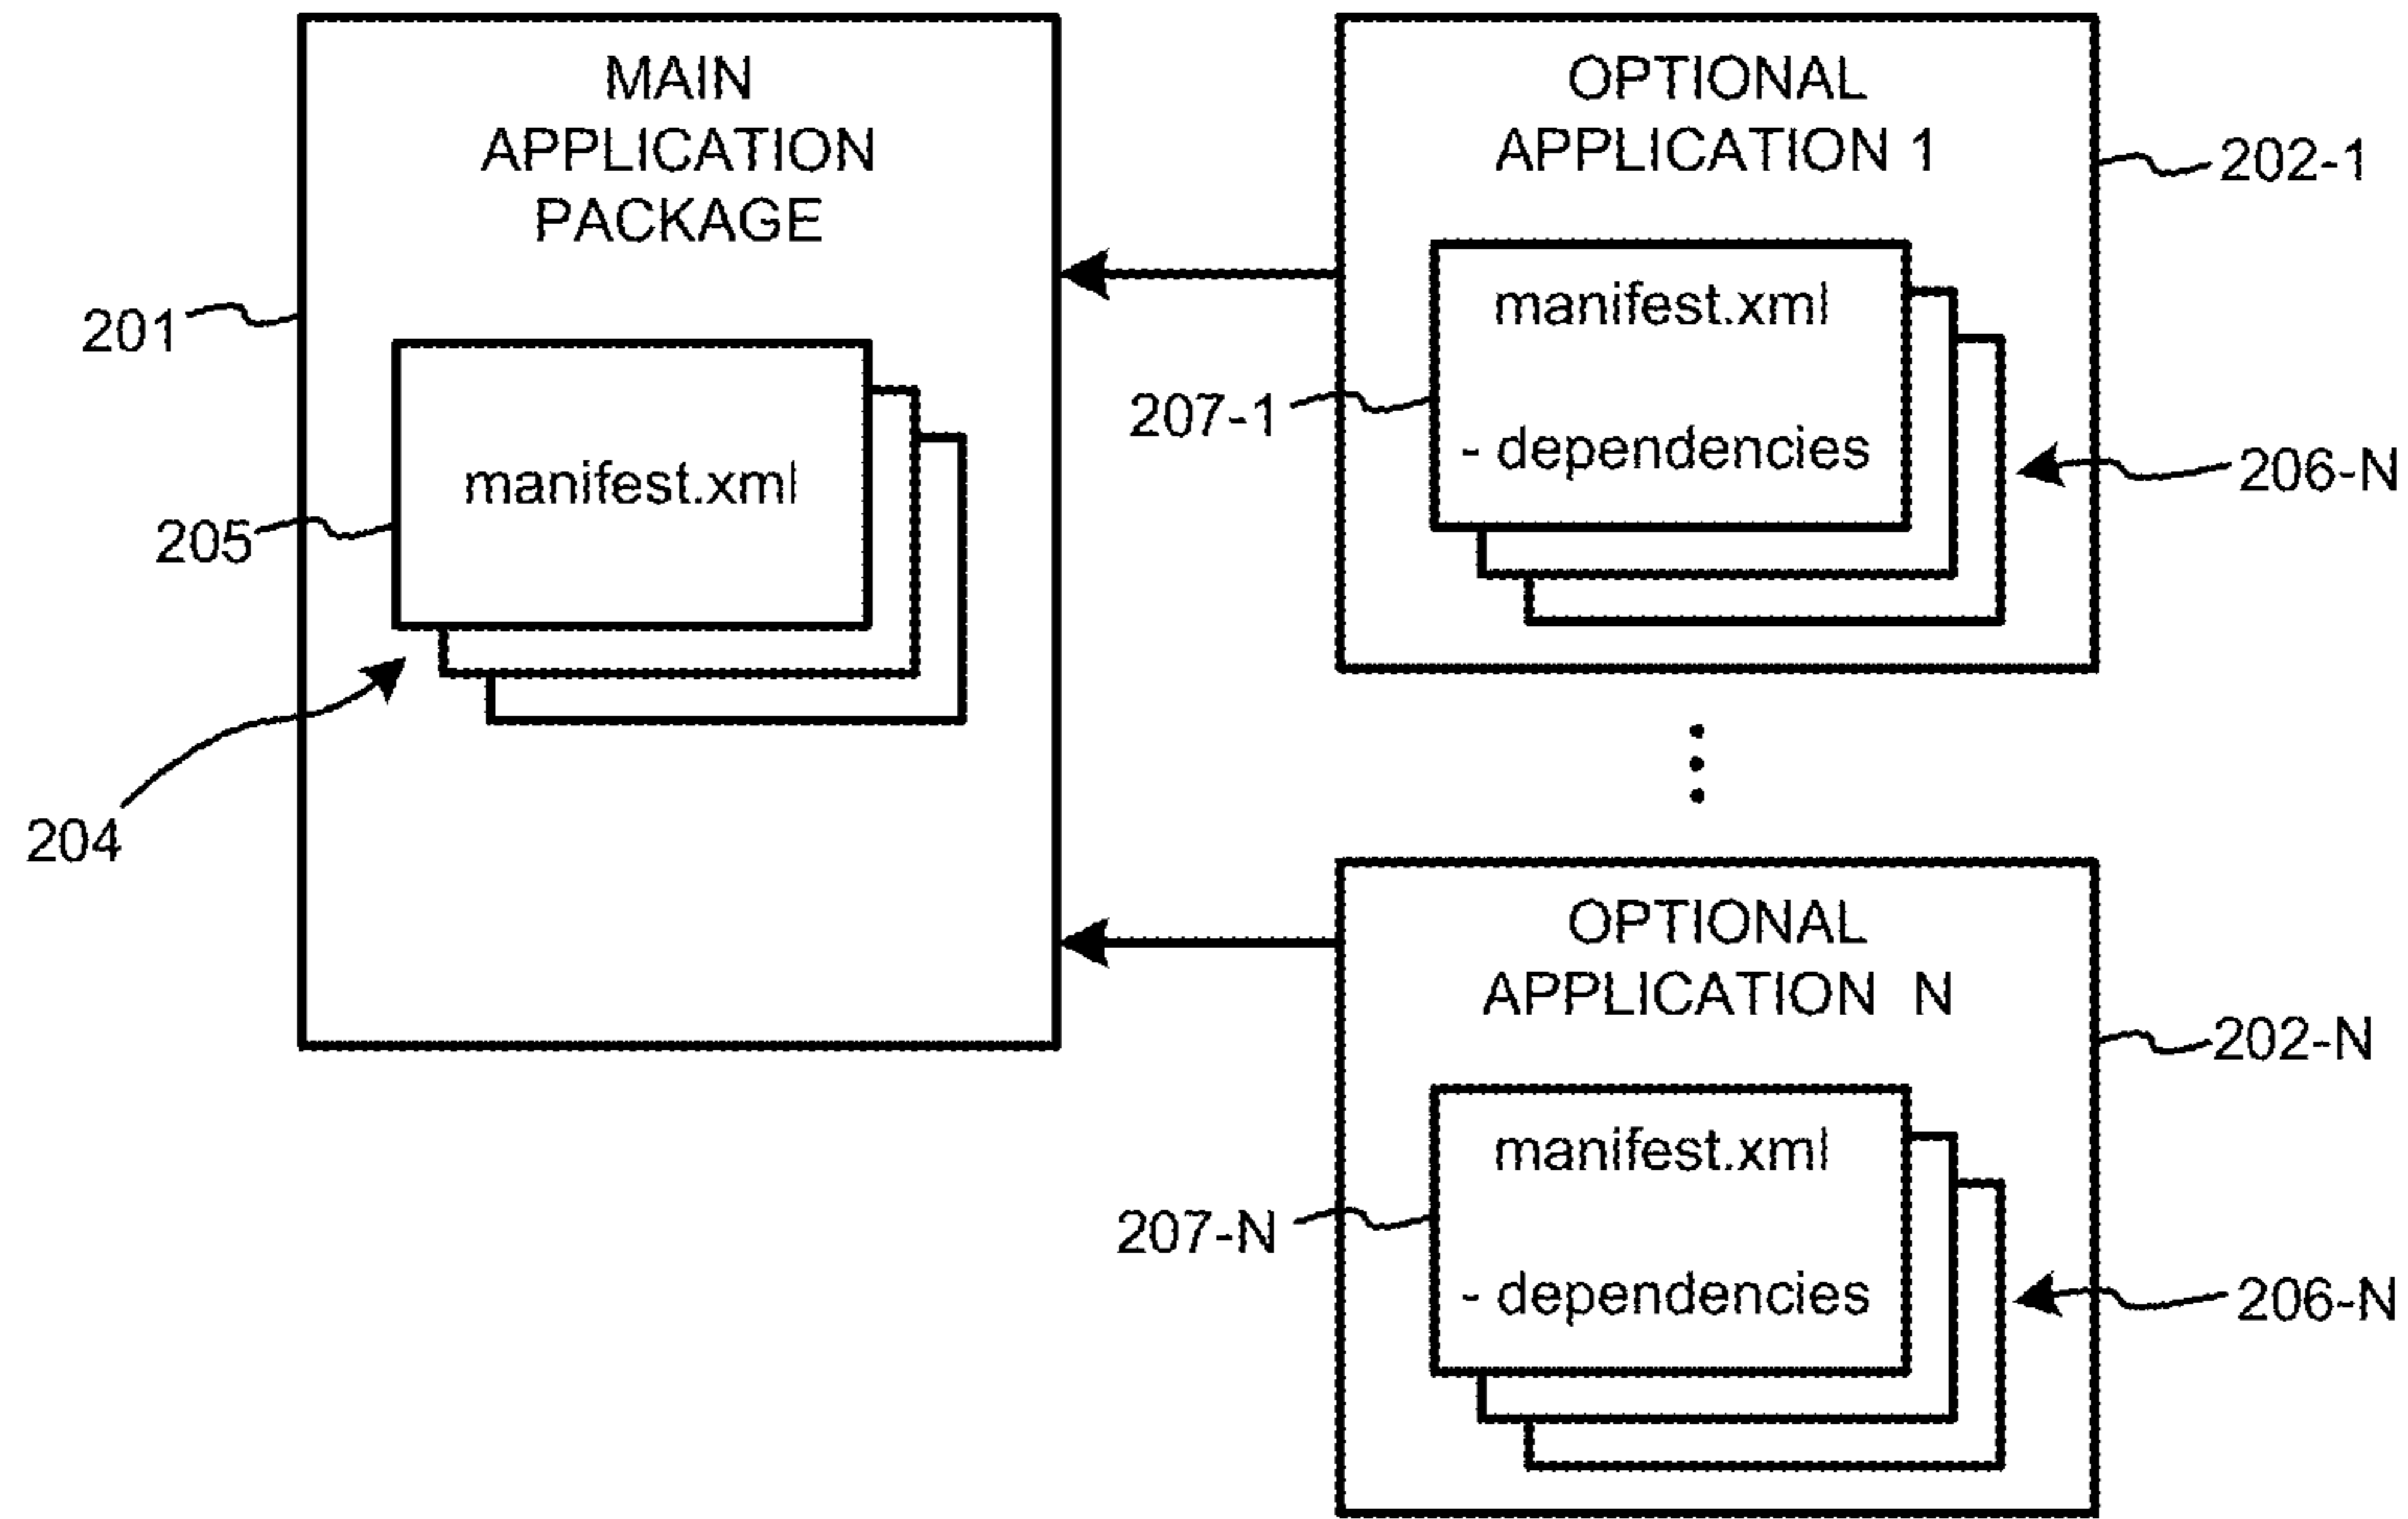 MAIN
APPLICATION
PACKAGE
201
manifest.xml
205
204
OPTIONAL
APPLICATION 1
202-1
manifest.xml
207-1
- dependencies
206-N
OPTIONAL
APPLICATION N
202-N
manifest.xml
207-N
- dependencies
206-N